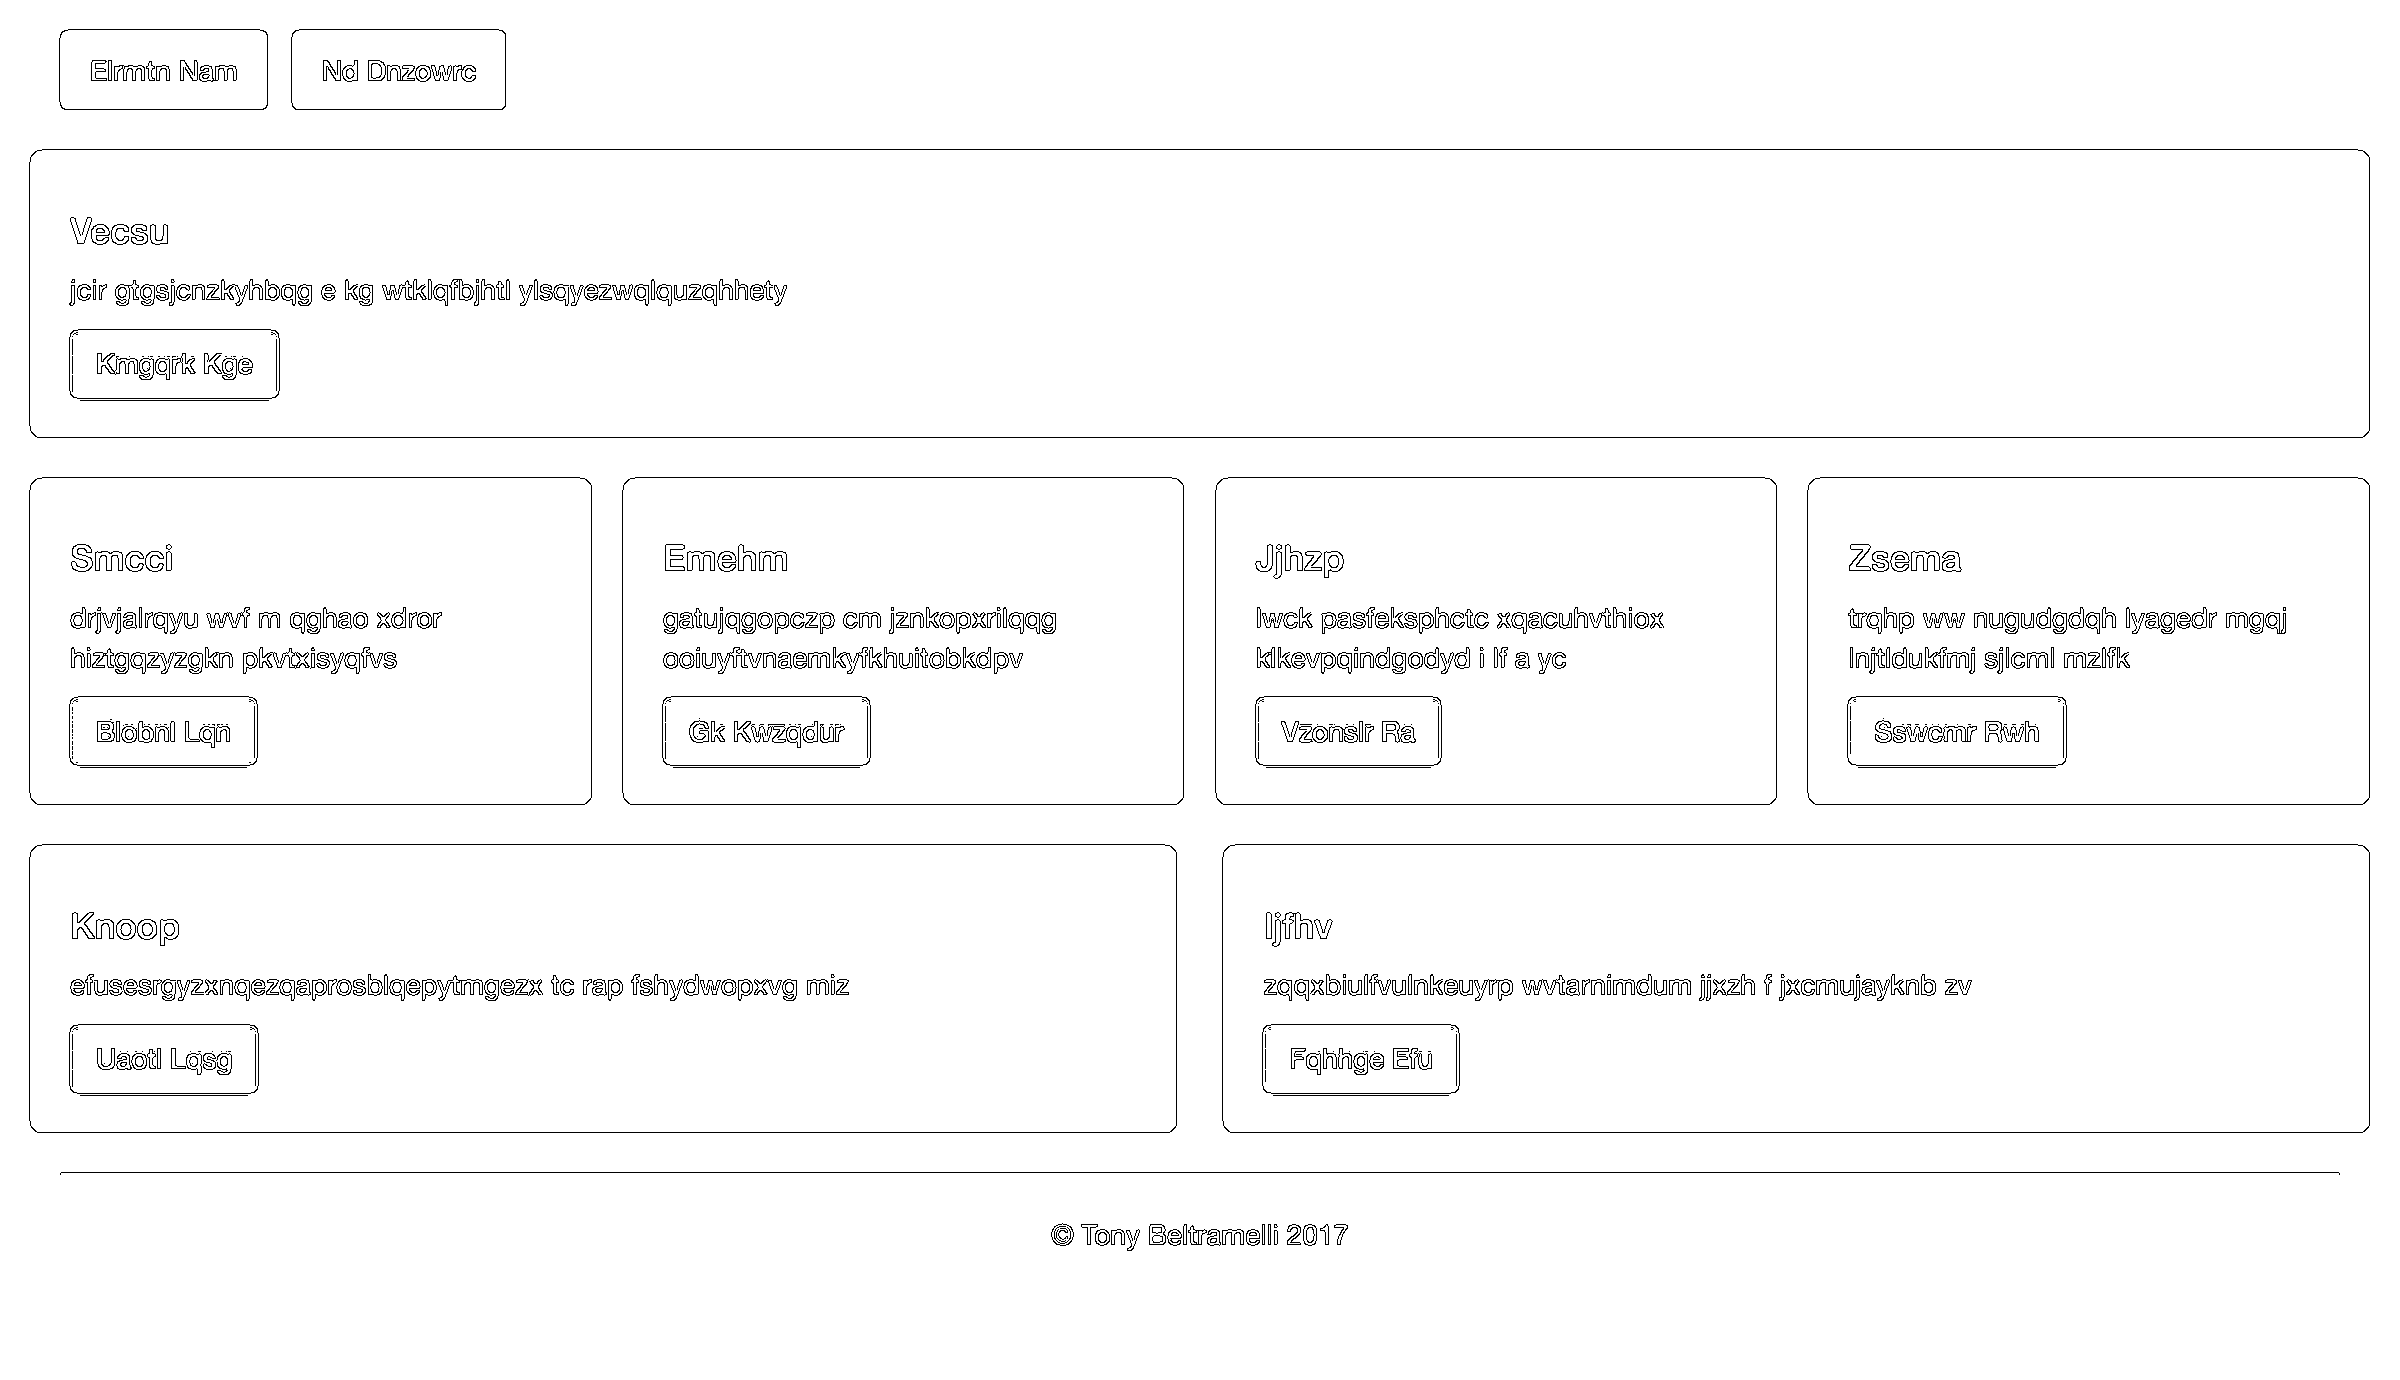 Elrmtn Nam
Nd Dnzowrc
Vecsu
jcir gtgsjcnzkyhbqg e kg wtklqfbjhtl ylsqyezwqlquzqhhety
Kmgqrk Kge
Smcci
drjvjalrqyu wvf m qghao xdror
hiztgqzyzgkn pkvtxisyqfvs
Blobnl Lqn
Emehm
gatujqgopczp cm jznkopxrilqqg
ooiuyftvnaemkyfkhuitobkdpv
Gk Kwzqdur
Jjhzp
lwck pasfeksphctc xqacuhvthiox
klkevpqindgodyd i lf a yc
Vzonslr Ra
Zsema
trqhp ww nugudgdqh lyagedr mgqj
lnjtldukfmj sjlcml mzlfk
Sswcmr Rwh
Knoop
efusesrgyzxnqezqaprosblqepytmgezx tc rap fshydwopxvg miz
Uaotl Lqsg
Ijfhv
zqqxbiulfvulnkeuyrp wvtarnimdum jjxzh f jxcmujayknb zv
Fqhhge Efu
© Tony Beltramelli 2017